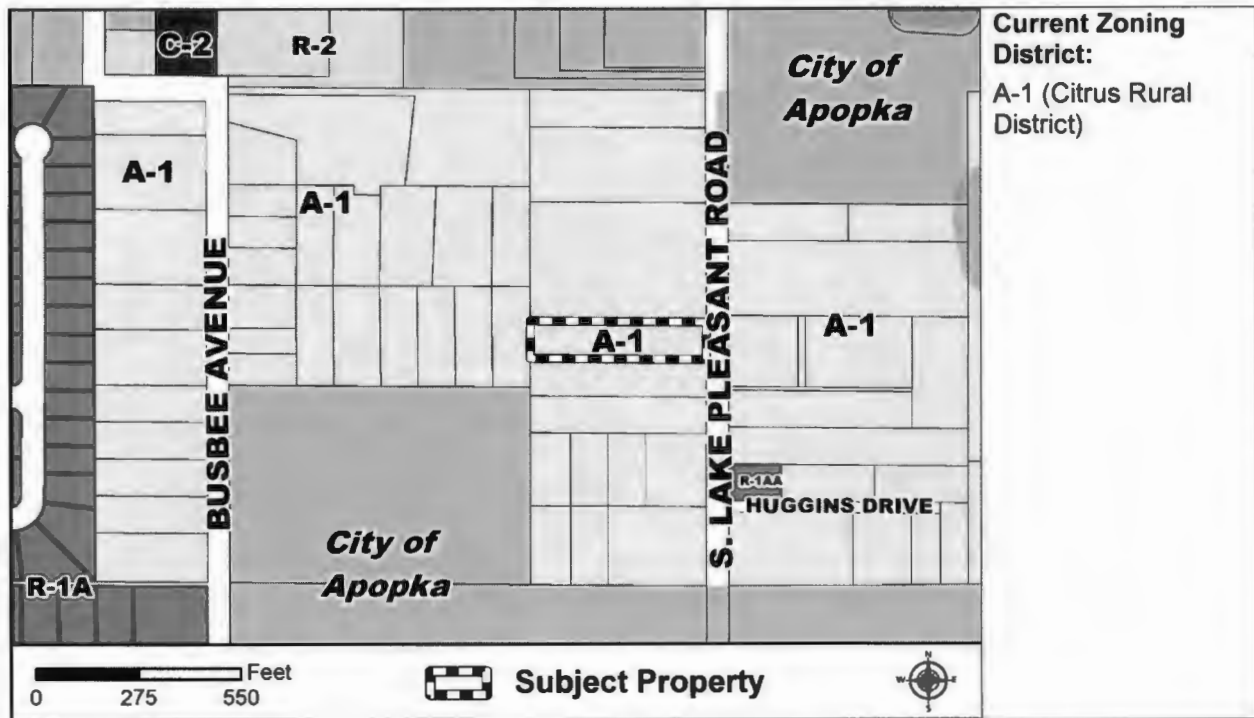 C-2
R-2
City of
Apopka
Current Zoning
District:
A-1 (Citrus Rural
District)
A-1
A-1
BUSBEE AVENUE
S. LAKE PLEASANT ROAD
A-1
A-1
R-1AA
HUGGINS DRIVE
City of
Apopka
R-1A
Feet
0 275 550
Subject Property
N
W E
S